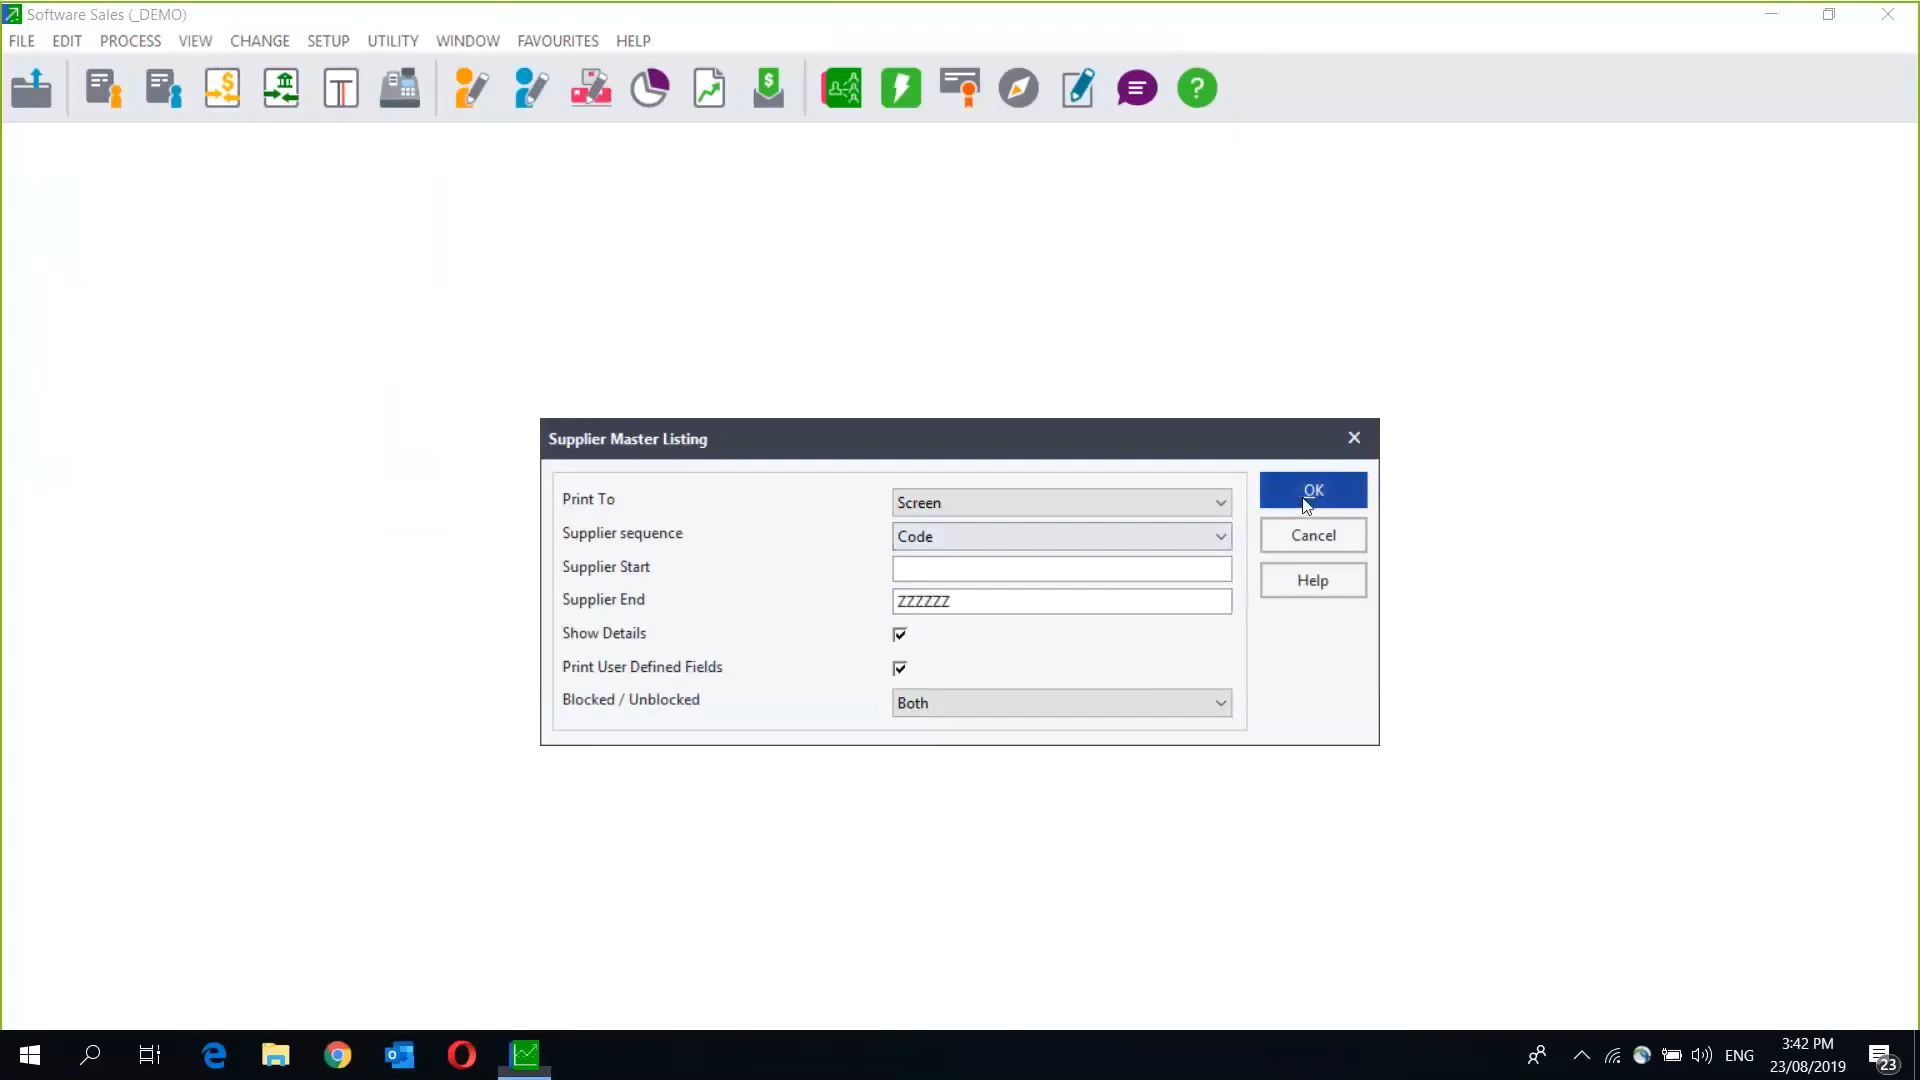 Software Sales (_DEMO)
FILE EDIT PROCESS VIEW CHANGE SETUP UTILITY WINDOW FAVOURITES HELP
Supplier Master Listing
Print To Screen
Supplier sequence Code
Supplier Start
Supplier End ZZZZZZ
Show Details
Print User Defined Fields
Blocked / Unblocked Both
OK
Cancel
Help
ENG
3:42 PM
23/08/2019
23